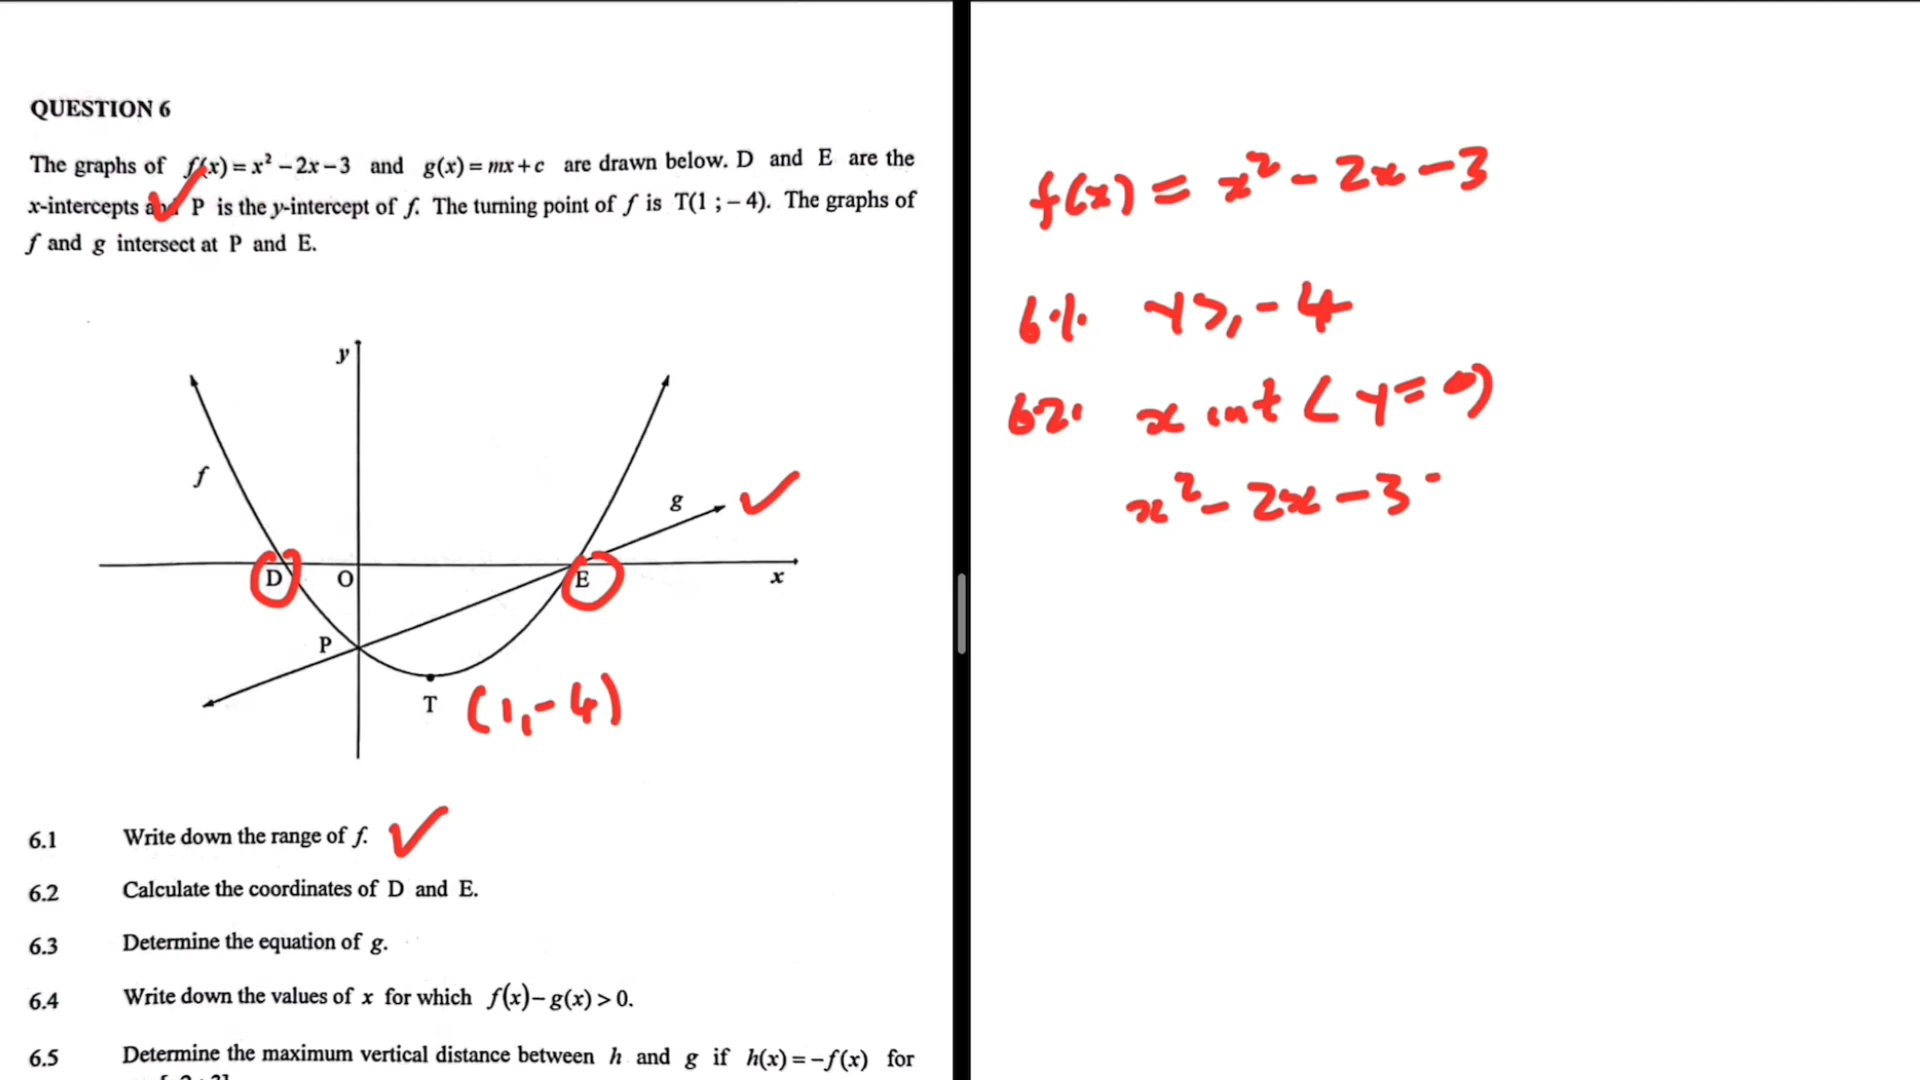 QUESTION 6
The graphs of f(x) = x² – 2x – 3 and g(x) = mx + c are drawn below. D and E are the
x-intercepts and P is the y-intercept of f. The turning point of f is T(1 ; – 4). The graphs of
f and g intersect at P and E.
y
f
g
D
O
E
x
P
T (1, - 4)
6.1 Write down the range of f.
6.2 Calculate the coordinates of D and E.
6.3 Determine the equation of g.
6.4 Write down the values of x for which f(x) – g(x) > 0.
6.5 Determine the maximum vertical distance between h and g if h(x) = – f(x) for
f(x) = x² - 2x - 3
6.1. y ≥ - 4
6.2. x int (y = 0)
x² - 2x - 3 -